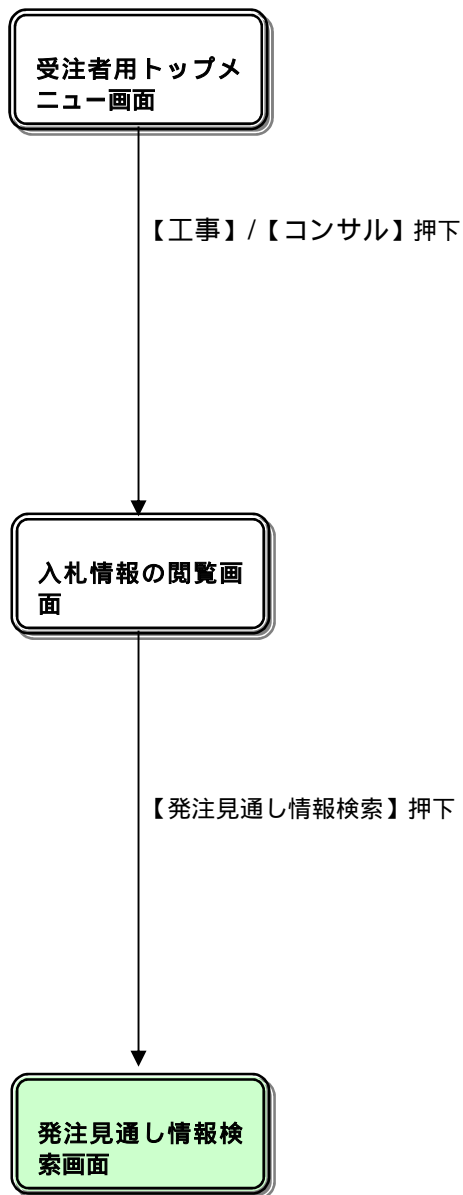 受注者用トップメ
ニュー画面
【工事】/【コンサル】押下
入札情報の閲覧画
面
【発注見通し情報検索】押下
発注見通し情報検
索画面